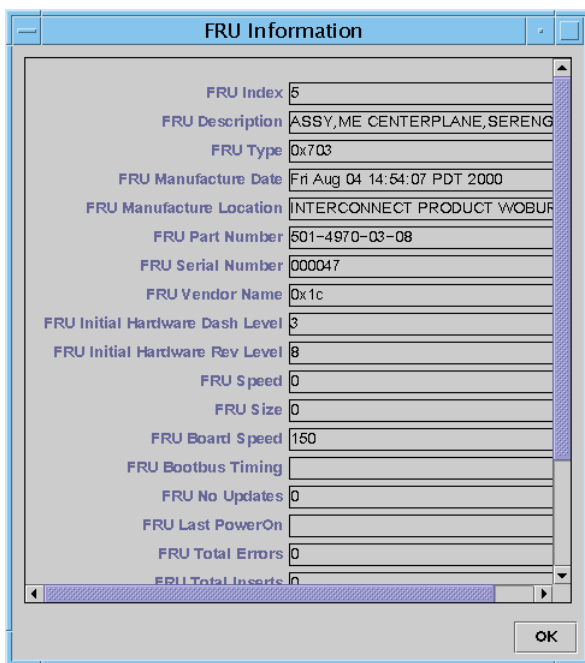 FRU Information
FRU Index 5
FRU Description ASSY,ME CENTERPLANE,SERENG
FRU Type 0x703
FRU Manufacture Date Fri Aug 04 14:54:07 PDT 2000
FRU Manufacture Location INTERCONNECT PRODUCT WOBUR
FRU Part Number 501-4970-03-08
FRU Serial Number 000047
FRU Vendor Name 0x1c
FRU Initial Hardware Dash Level 3
FRU Initial Hardware Rev Level 8
FRU Speed 0
FRU Size 0
FRU Board Speed 150
FRU Bootbus Timing
FRU No Updates 0
FRU Last PowerOn
FRU Total Errors 0
FRU Total Inserts 0
OK